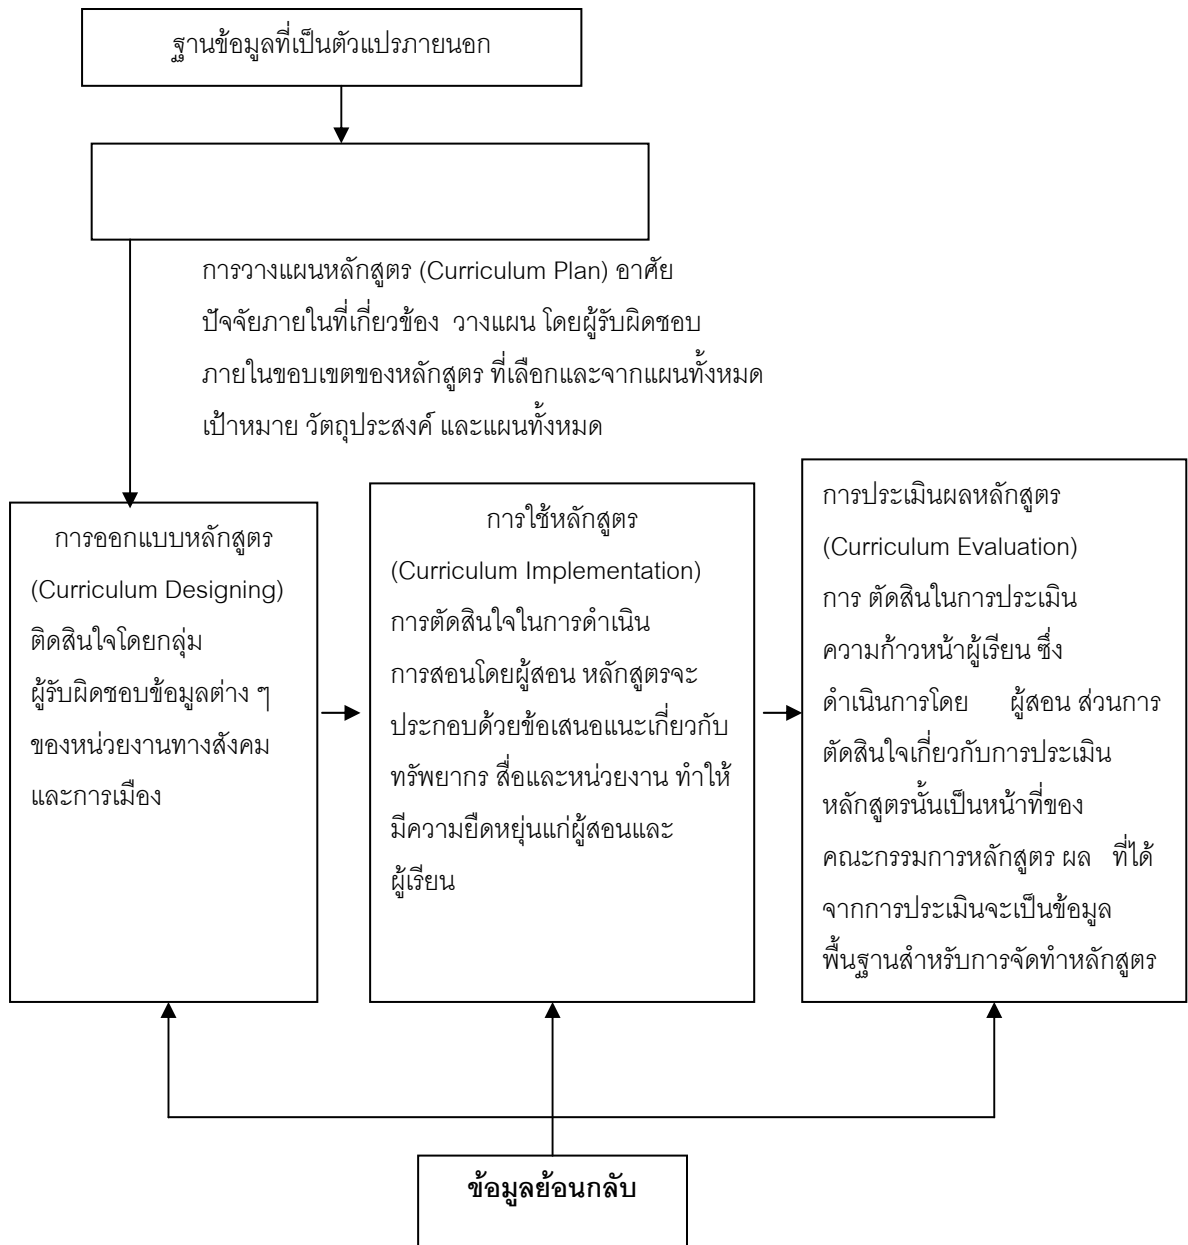 ฐานข้อมูลที่เป็นตัวแปรภายนอก
การวางแผนหลักสูตร (Curriculum Plan) อาศัย
ปัจจัยภายในที่เกี่ยวข้อง วางแผน โดยผู้รับผิดชอบ
ภายในขอบเขตของหลักสูตร ที่เลือกและจากแผนทั้งหมด
เป้าหมาย วัตถุประสงค์ และแผนทั้งหมด
การออกแบบหลักสูตร
(Curriculum Designing)
ติดสินใจโดยกลุ่ม
ผู้รับผิดชอบข้อมูลต่าง ๆ
ของหน่วยงานทางสังคม
และการเมือง
การใช้หลักสูตร
(Curriculum Implementation)
การตัดสินใจในการดำเนิน
การสอนโดยผู้สอน หลักสูตรจะ
ประกอบด้วยข้อเสนอแนะเกี่ยวกับ
ทรัพยากร สื่อและหน่วยงาน ทำให้
มีความยืดหยุ่นแก่ผู้สอนและ
ผู้เรียน
การประเมินผลหลักสูตร
(Curriculum Evaluation)
การ ตัดสินในการประเมิน
ความก้าวหน้าผู้เรียน ซึ่ง
ดำเนินการโดย ผู้สอน ส่วนการ
ตัดสินใจเกี่ยวกับการประเมิน
หลักสูตรนั้นเป็นหน้าที่ของ
คณะกรรมการหลักสูตร ผล ที่ได้
จากการประเมินจะเป็นข้อมูล
พื้นฐานสำหรับการจัดทำหลักสูตร
ข้อมูลย้อนกลับ